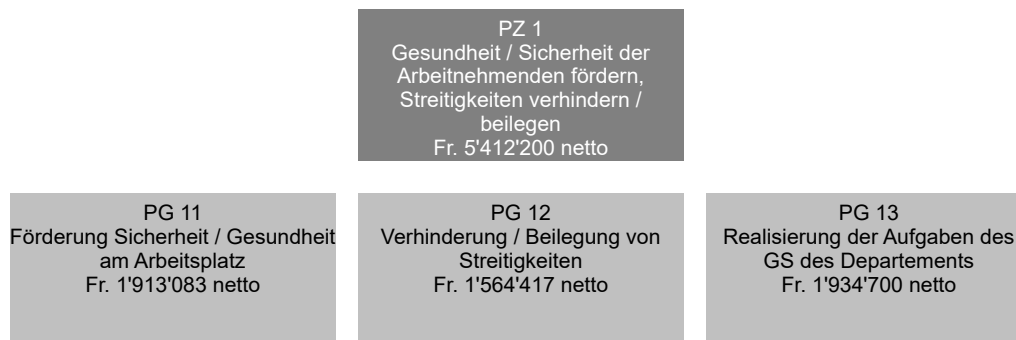 PZ 1
Gesundheit / Sicherheit der
Arbeitnehmenden fördern,
Streitigkeiten verhindern /
beilegen
Fr. 5'412'200 netto
PG 11
Förderung Sicherheit / Gesundheit
am Arbeitsplatz
Fr. 1'913'083 netto
PG 12
Verhinderung / Beilegung von
Streitigkeiten
Fr. 1'564'417 netto
PG 13
Realisierung der Aufgaben des
GS des Departements
Fr. 1'934'700 netto